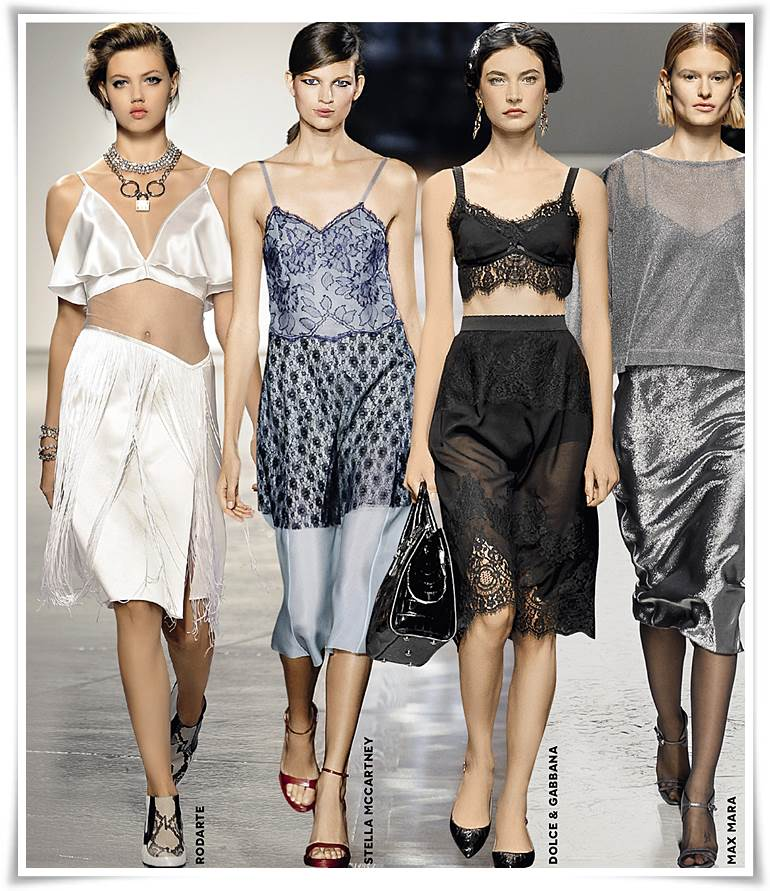 RODARTE
STELLA MCCARTNEY
DOLCE & GABBANA
MAX MARA